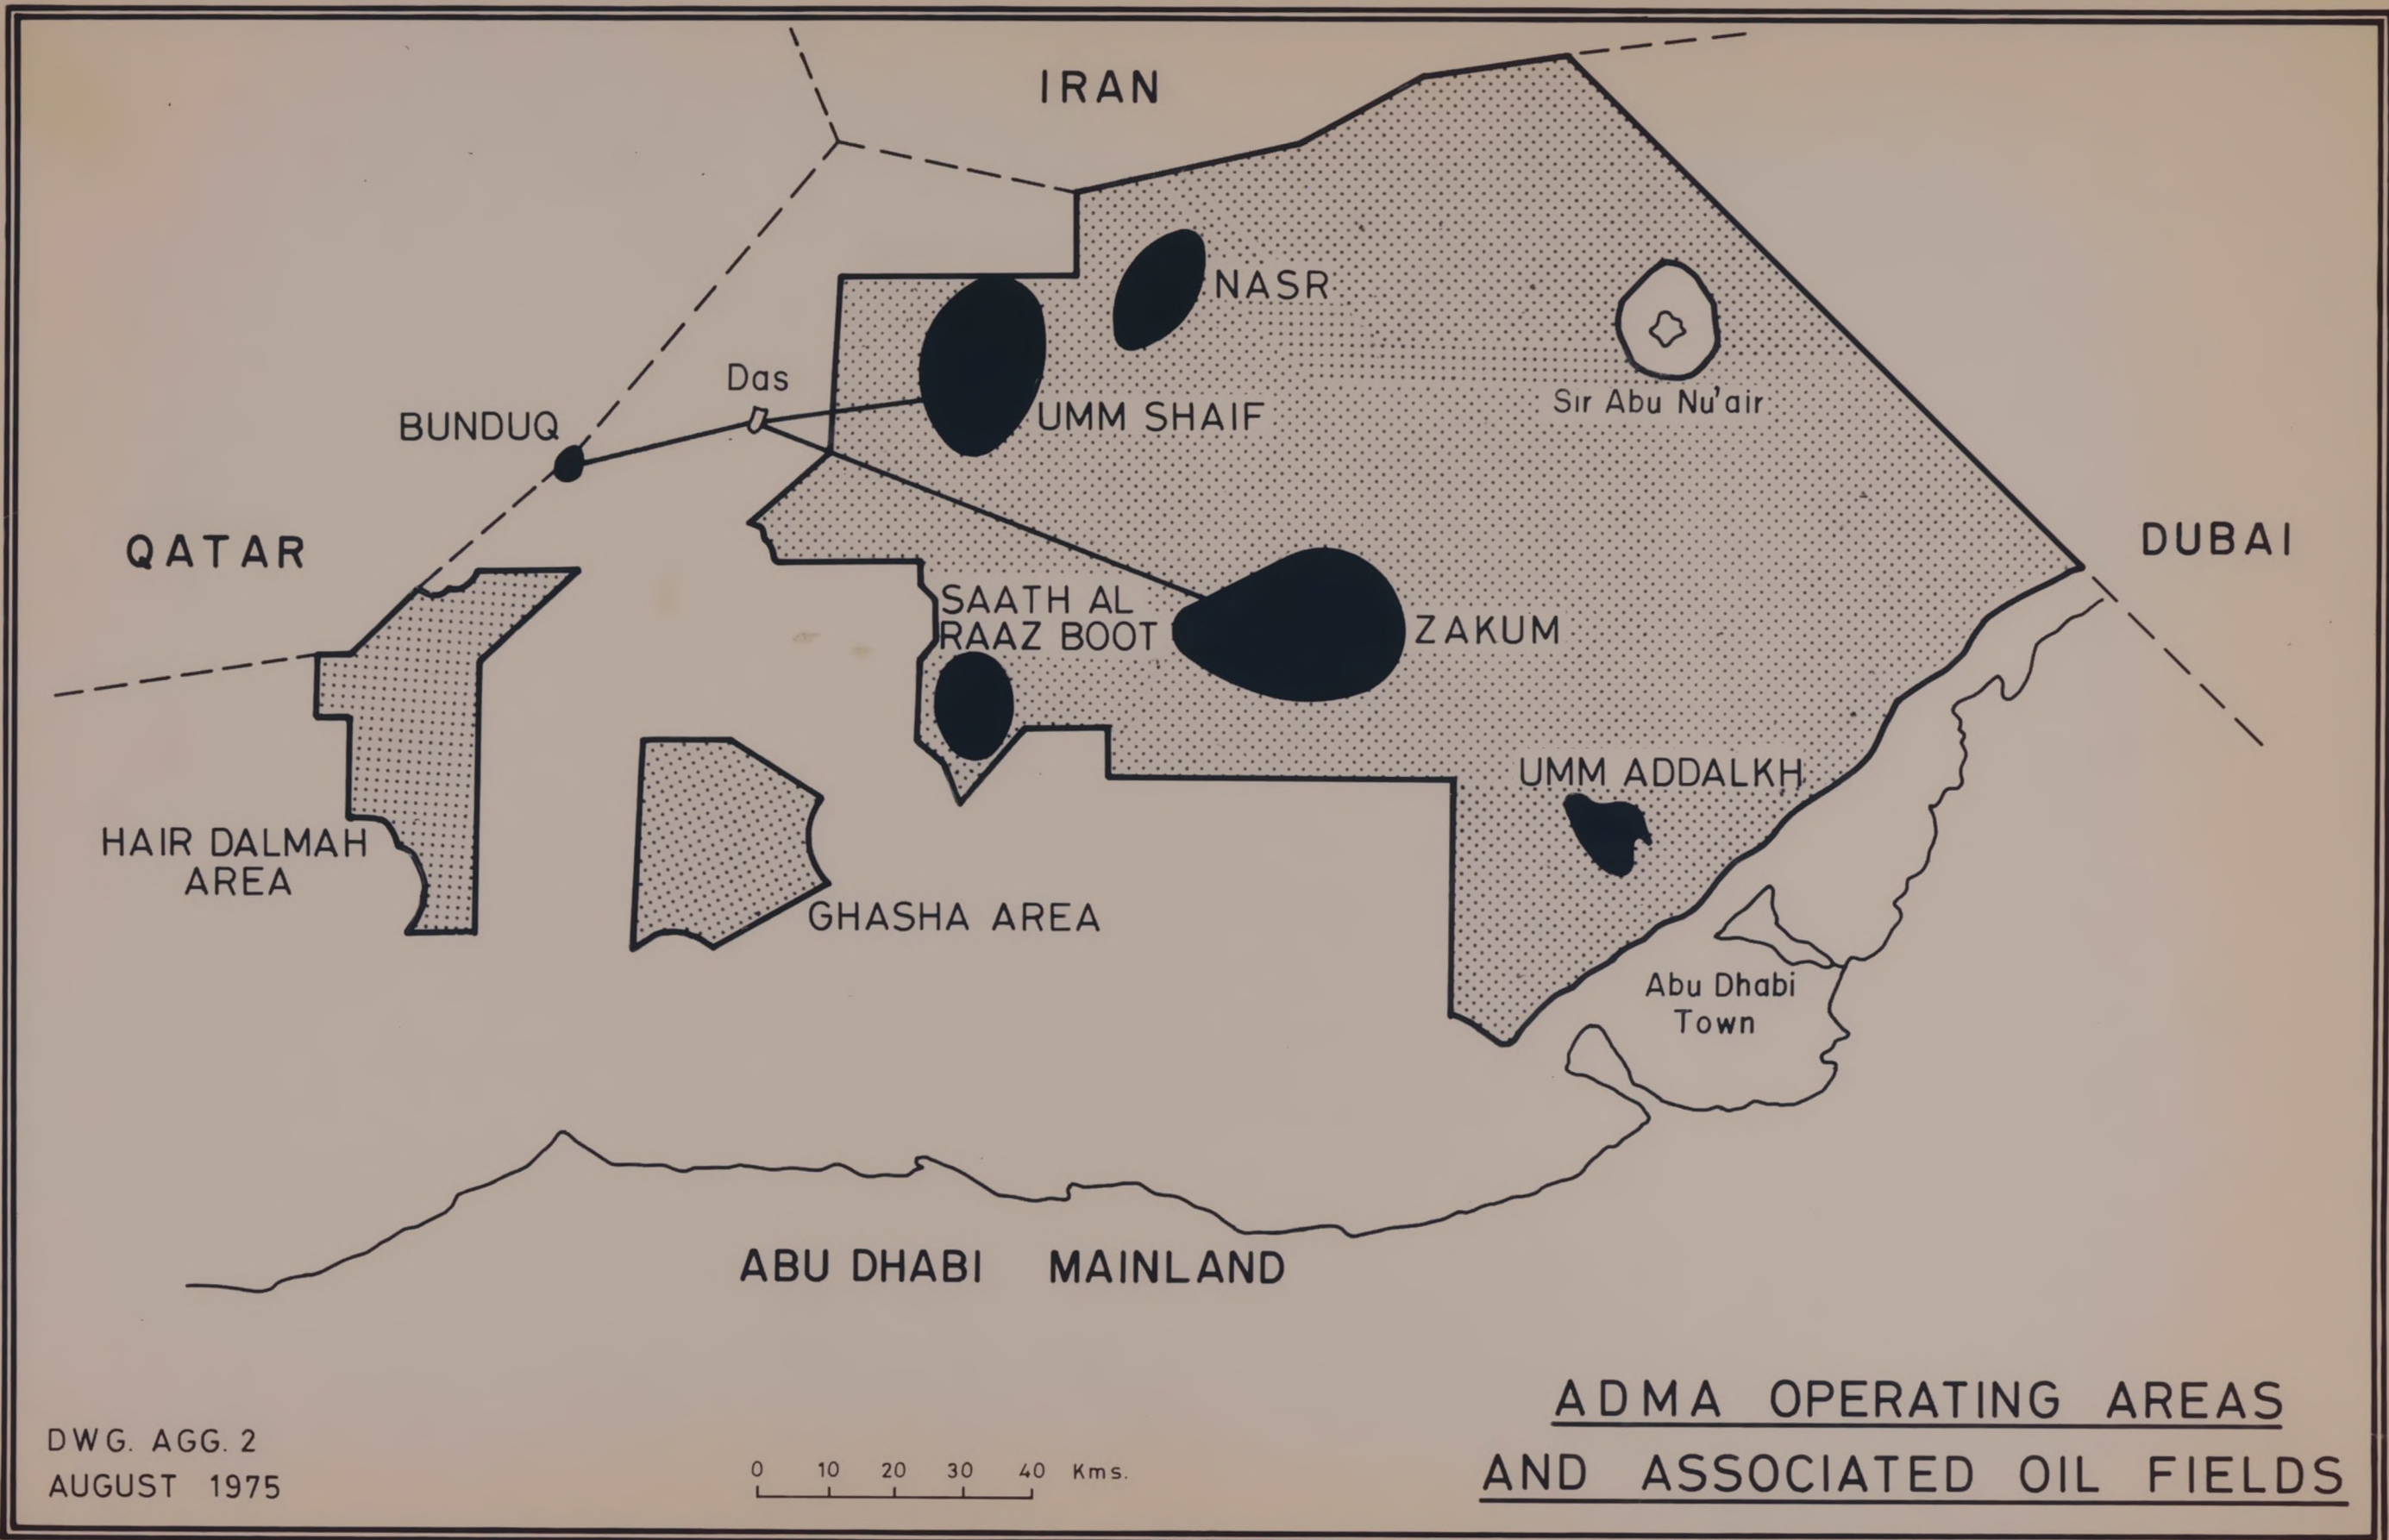 IRAN
NASR
Das
Sır Abu Nu'air
BUNDUQ
UMM SHAIF
QATAR
DUBAI
SAATH AL
RAAZ BOOT
ZAKUM
UMM ADDALKH
HAIR DALMAH
AREA
GHASHA AREA
Abu Dhabi
Town
ABU DHABI MAINLAND
ADMA OPERATING AREAS
AND ASSOCIATED OIL FIELDS
DWG. AGG. 2
AUGUST 1975
0 10 20 30 40 Kms.